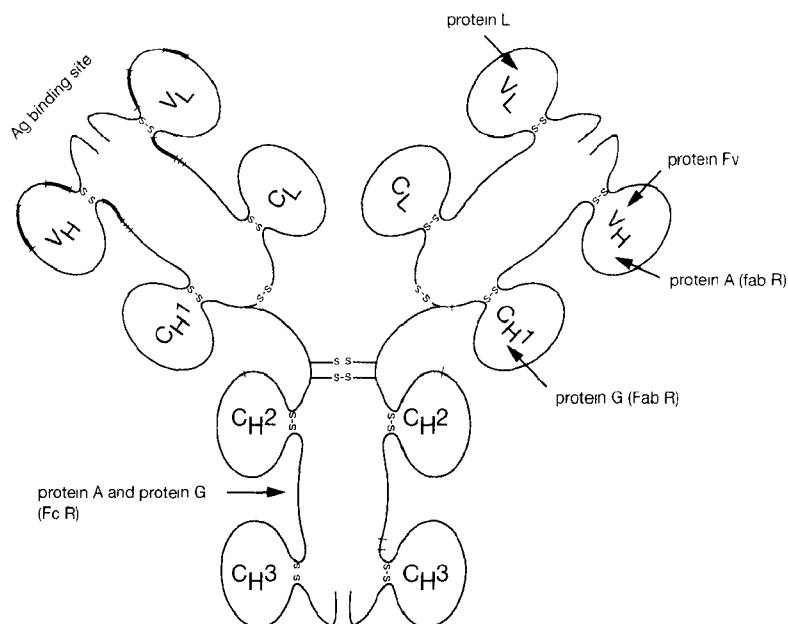 protein L
Ag binding site
VL
VL
s-s
s-s
protein Fv
CL
CL
s-s
s-s
VH
VH
s-s
s-s
protein A (fab R)
s-s
s-s
s-s
s-s
CH1
CH1
s s
s-s
protein G (Fab R)
CH2
s-s
s-s
CH2
protein A and protein G
(Fc R)
CH3
s s
s-s
CH3